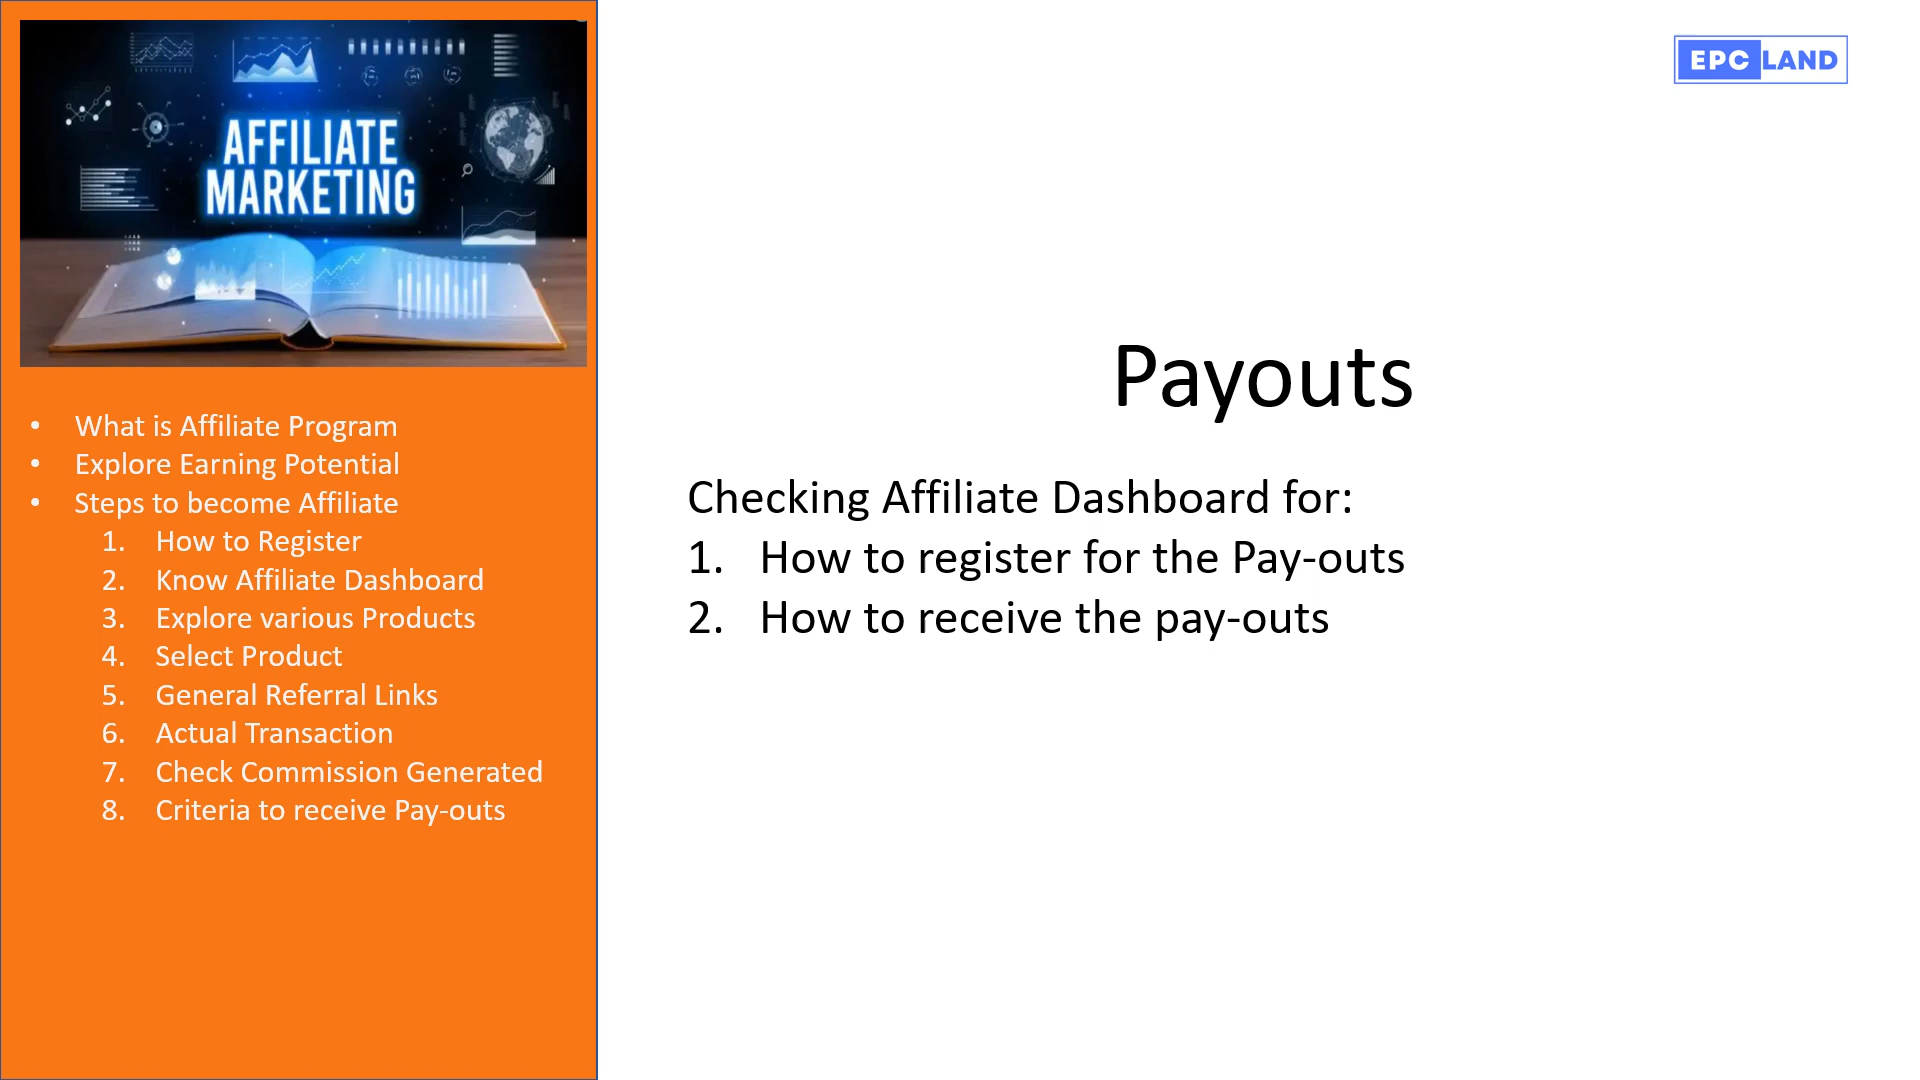 AFFILIATE
MARKETING
• What is Affiliate Program
• Explore Earning Potential
• Steps to become Affiliate
1. How to Register
2. Know Affiliate Dashboard
3. Explore various Products
4. Select Product
5. General Referral Links
6. Actual Transaction
7. Check Commission Generated
8. Criteria to receive Pay-outs
EPC LAND
Payouts
Checking Affiliate Dashboard for:
1. How to register for the Pay-outs
2. How to receive the pay-outs